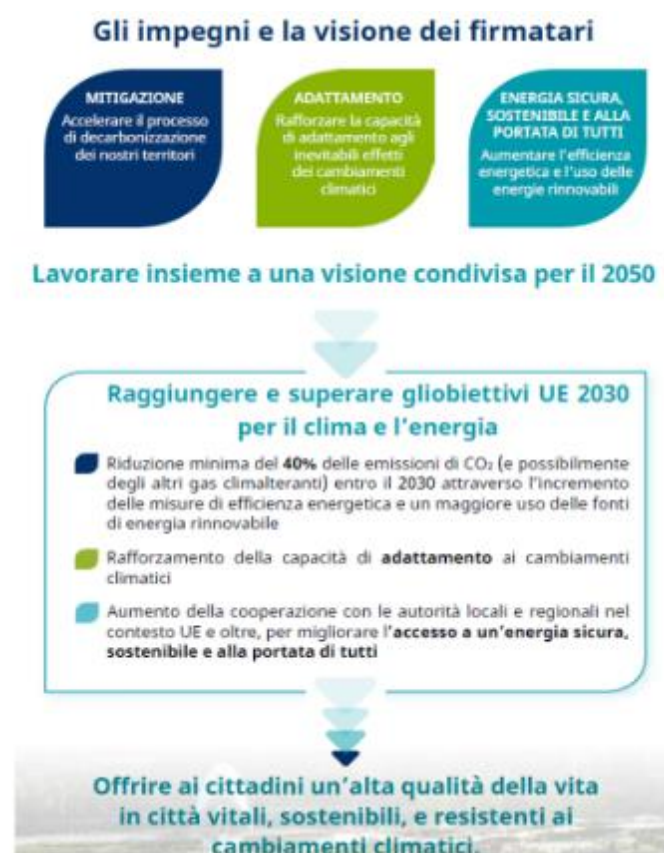 Gli impegni e la visione dei firmatari
MITIGAZIONE
Accelerare il processo
di decarbonizzazione
dei nostri territori
ADATTAMENTO
Rafforzare la capacità
di adattamento agli
inevitabili effetti
dei cambiamenti
climatici
ENERGIA SICURA,
SOSTENIBILE E ALLA
PORTATA DI TUTTI
Aumentare l'efficienza
energetica e l'uso delle
energie rinnovabili
Lavorare insieme a una visione condivisa per il 2050
Raggiungere e superare gliobiettivi UE 2030
per il clima e l'energia
Riduzione minima del 40% delle emissioni di CO₂ (e possibilmente
degli altri gas climalteranti) entro il 2030 attraverso l'incremento
delle misure di efficienza energetica e un maggiore uso delle fonti
di energia rinnovabile
Rafforzamento della capacità di adattamento ai cambiamenti
climatici
Aumento della cooperazione con le autorità locali e regionali nel
contesto UE e oltre, per migliorare l'accesso a un'energia sicura,
sostenibile e alla portata di tutti
Offrire ai cittadini un'alta qualità della vita
in città vitali, sostenibili, e resistenti ai
cambiamenti climatici.